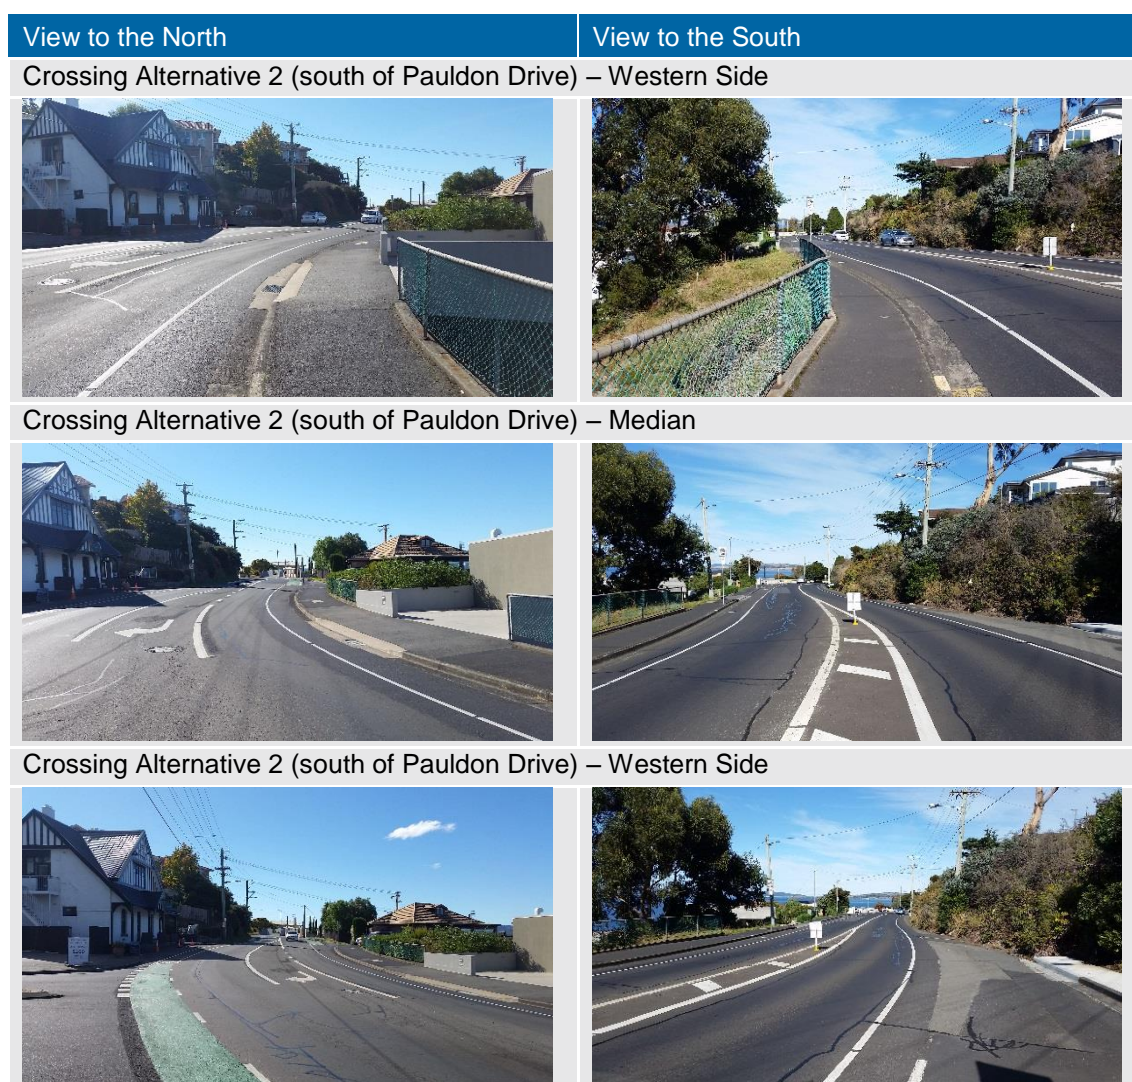 View to the North
View to the South
Crossing Alternative 2 (south of Pauldon Drive) – Western Side
Crossing Alternative 2 (south of Pauldon Drive) – Median
Crossing Alternative 2 (south of Pauldon Drive) – Western Side